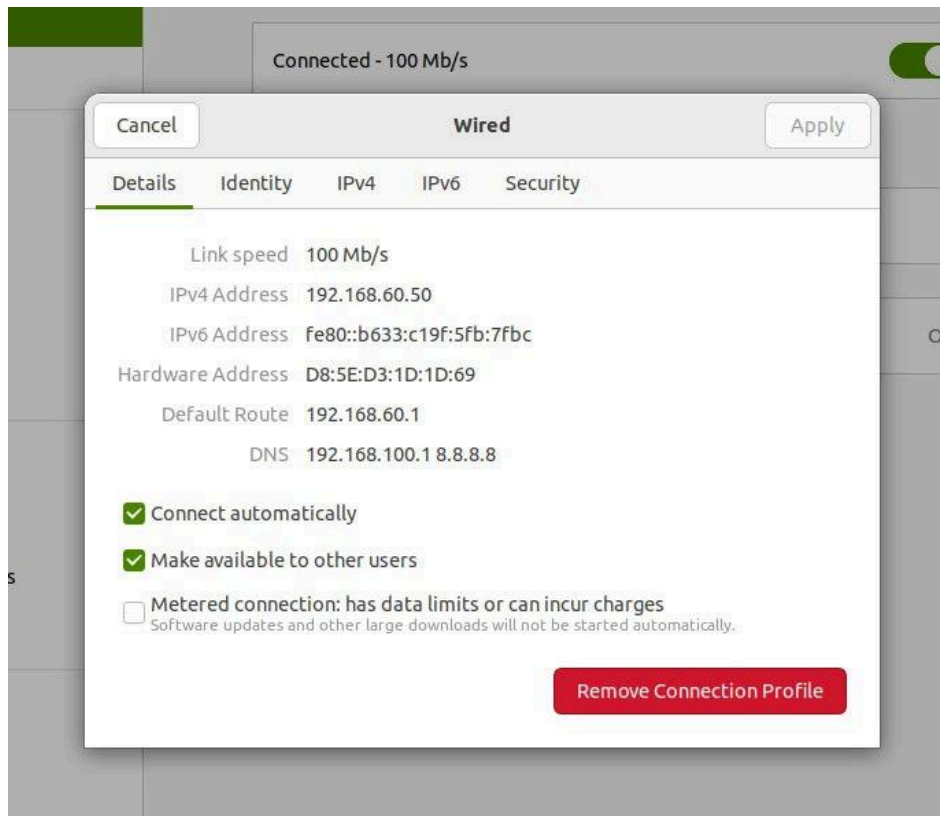 Connected - 100 Mb/s
Cancel Wired Apply
Details Identity IPv4 IPv6 Security
Link speed 100 Mb/s
IPv4 Address 192.168.60.50
IPv6 Address fe80::b633:c19f:5fb:7fbc
Hardware Address D8:5E:D3:1D:1D:69
Default Route 192.168.60.1
DNS 192.168.100.1 8.8.8.8
Connect automatically
Make available to other users
Metered connection: has data limits or can incur charges
Software updates and other large downloads will not be started automatically.
Remove Connection Profile